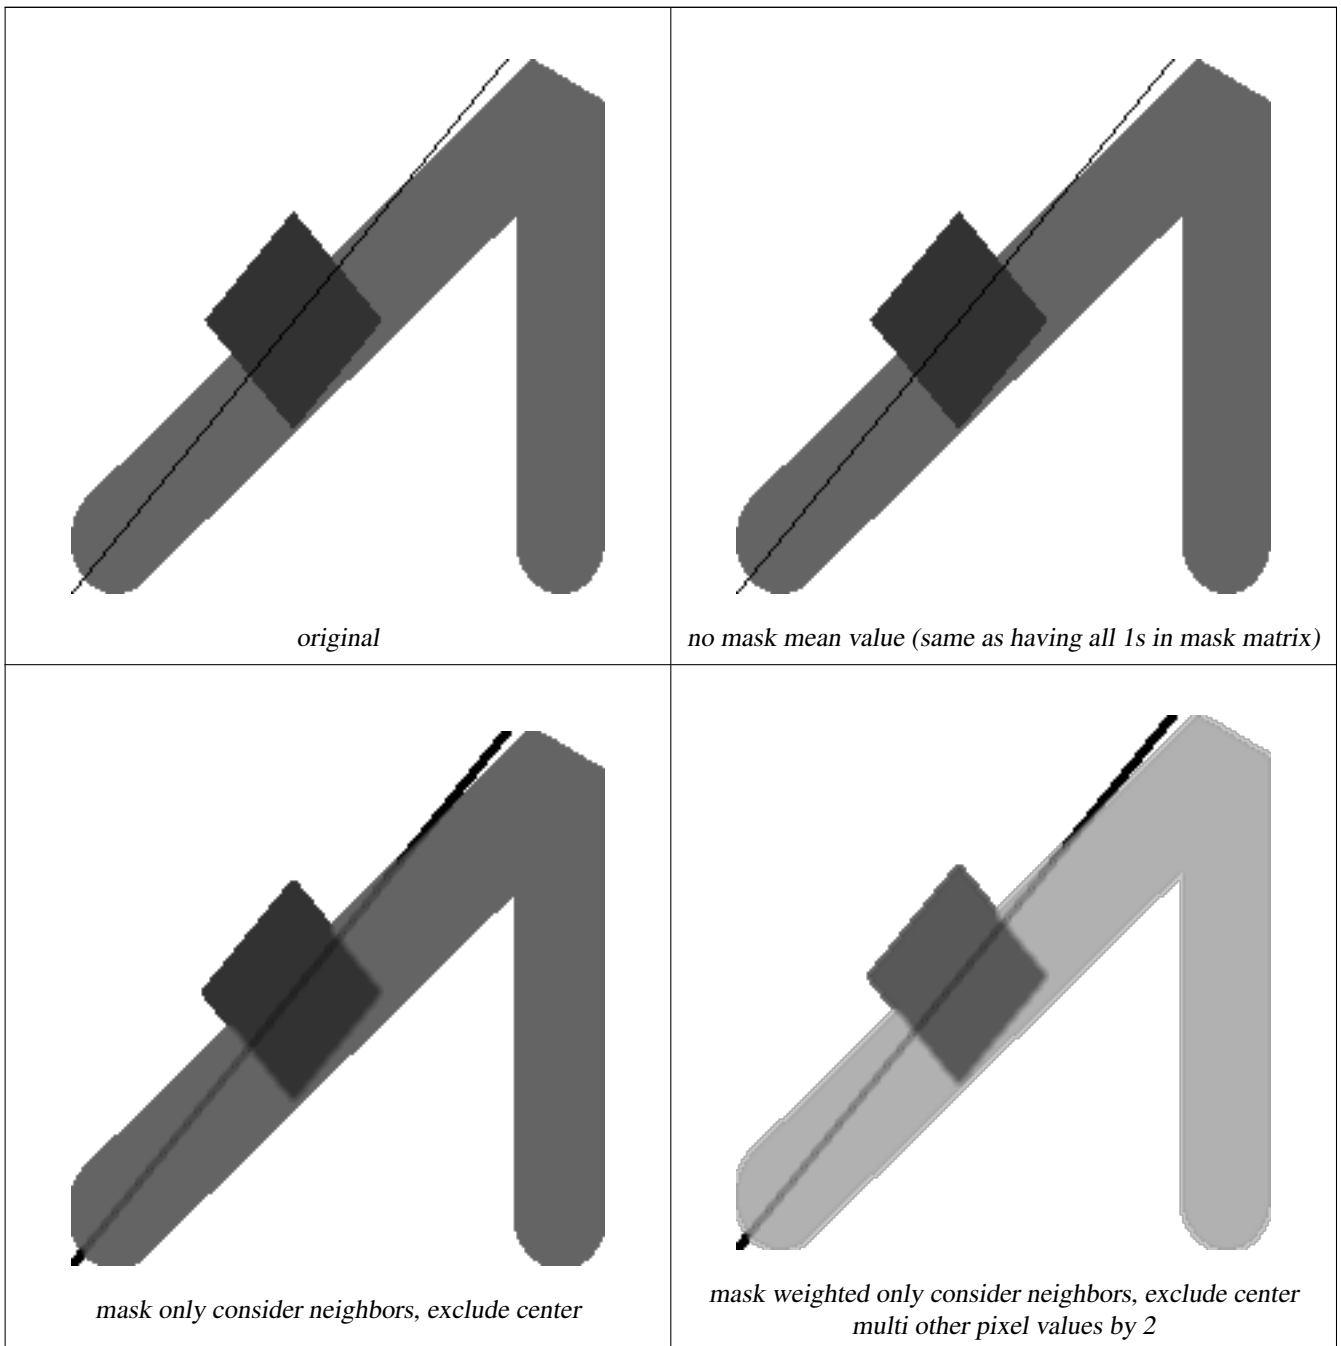 original
no mask mean value (same as having all 1s in mask matrix)
mask only consider neighbors, exclude center
mask weighted only consider neighbors, exclude center
multi other pixel values by 2